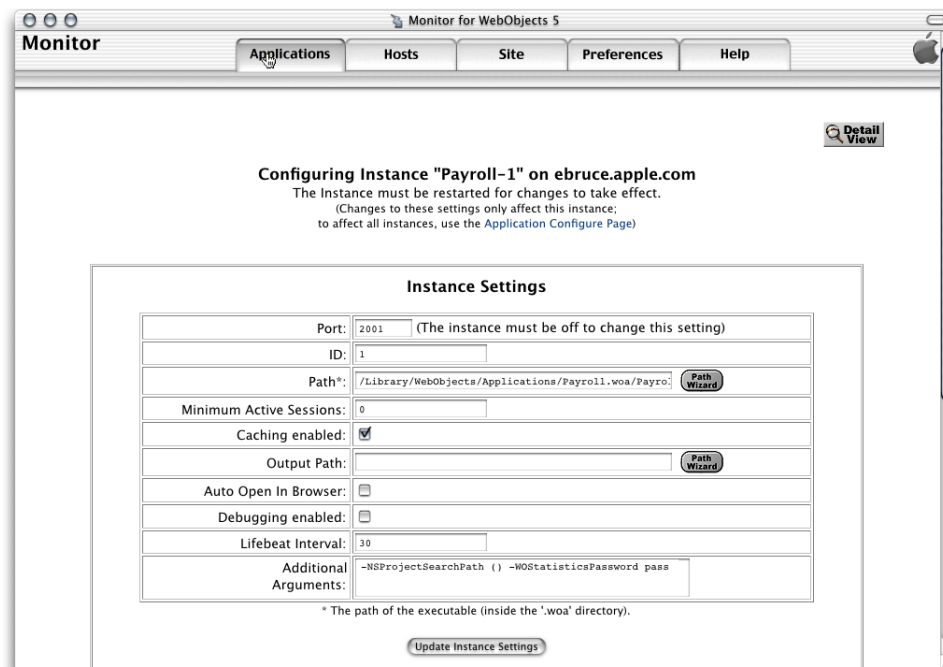 Monitor for WebObjects 5
Monitor
Applications Hosts Site Preferences Help
Detail View
Configuring Instance "Payroll-1" on ebruce.apple.com
The Instance must be restarted for changes to take effect.
(Changes to these settings only affect this instance;
to affect all instances, use the Application Configure Page)
Instance Settings
Port: 2001 (The instance must be off to change this setting)
ID: 1
Path*: /Library/WebObjects/Applications/Payroll.woa/Payrol Path Wizard
Minimum Active Sessions: 0
Caching enabled:
Output Path: Path Wizard
Auto Open In Browser:
Debugging enabled:
Lifebeat Interval: 30
Additional Arguments: -NSProjectSearchPath () -WOStatisticsPassword pass
* The path of the executable (inside the '.woa' directory).
Update Instance Settings